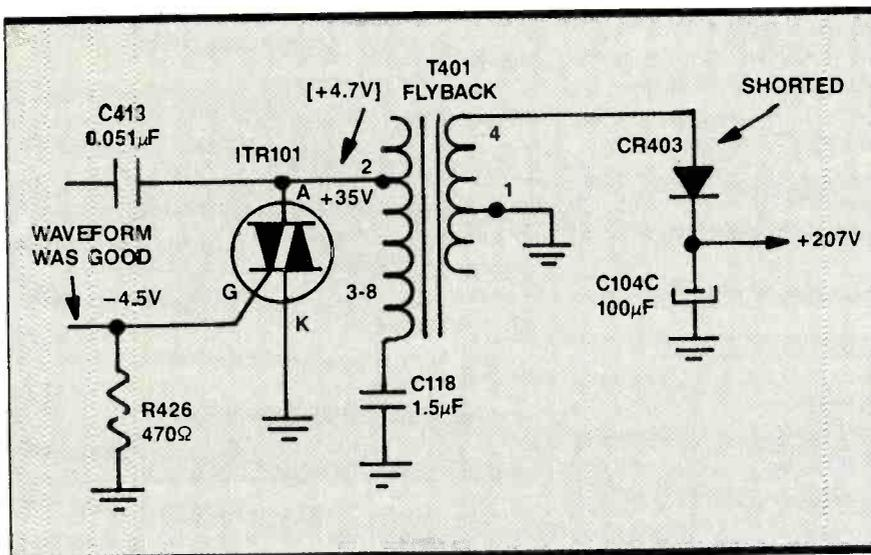 T401
FLYBACK
[+4.7V]
SHORTED
C413
0.051µF
ITR101
4
CR403
2
A
+35V
1
WAVEFORM
WAS GOOD
+207V
−4.5V
G
3-8
C104C
100µF
K
C118
1.5µF
R426
470Ω